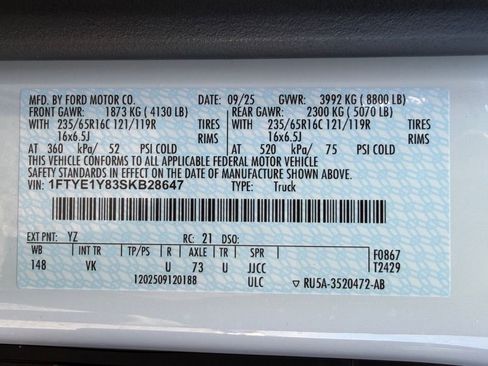 MFD. BY FORD MOTOR CO. DATE: 09/25 GVWR: 3992 KG ( 8800 LB)
FRONT GAWR: 1873 KG ( 4130 LB) REAR GAWR: 2300 KG ( 5070 LB)
WITH 235/65R16C 121/119R TIRES WITH 235/65R16C 121/119R TIRES
16x6.5J RIMS 16x6.5J RIMS
AT 360 kPa/ 52 PSI COLD AT 520 kPa/ 75 PSI COLD
THIS VEHICLE CONFORMS TO ALL APPLICABLE FEDERAL MOTOR VEHICLE
SAFETY STANDARDS IN EFFECT ON THE DATE OF MANUFACTURE SHOWN ABOVE.
VIN: 1FTYE1Y83SKB28647 TYPE: Truck
EXT PNT: YZ RC: 21 DSO:
WB INT TR TP/PS R AXLE TR SPR F0867
148 VK U 73 U JJCC T2429
1202509120188 ULC ▽ RU5A-3520472-AB